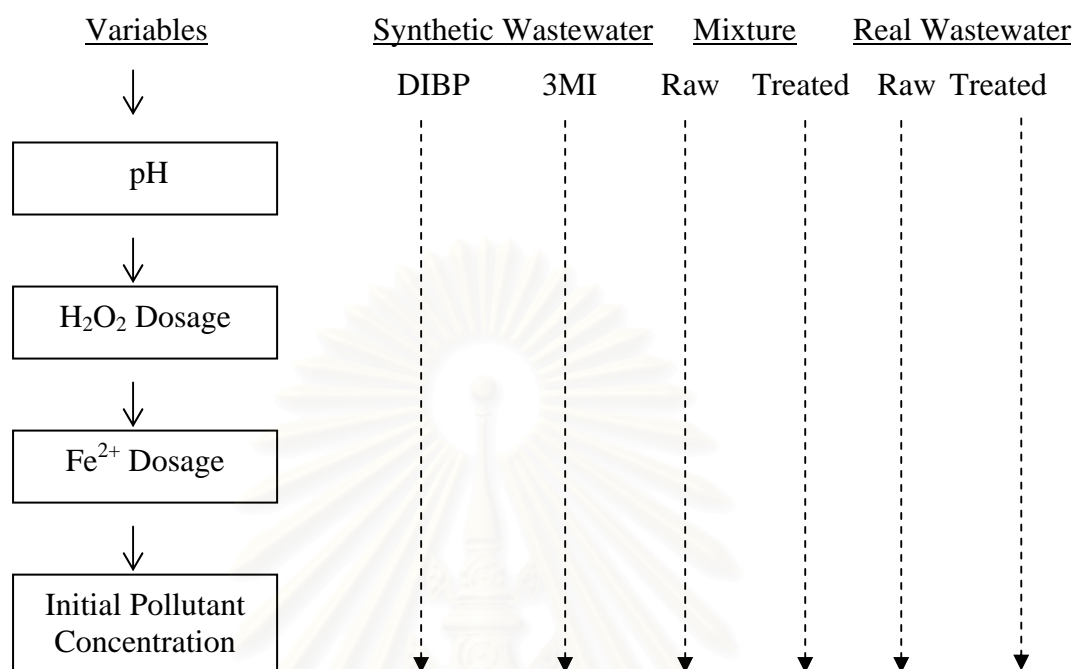 Variables Synthetic Wastewater Mixture Real Wastewater
DIBP 3MI Raw Treated Raw Treated
pH
H₂O₂ Dosage
Fe²⁺ Dosage
Initial Pollutant
Concentration